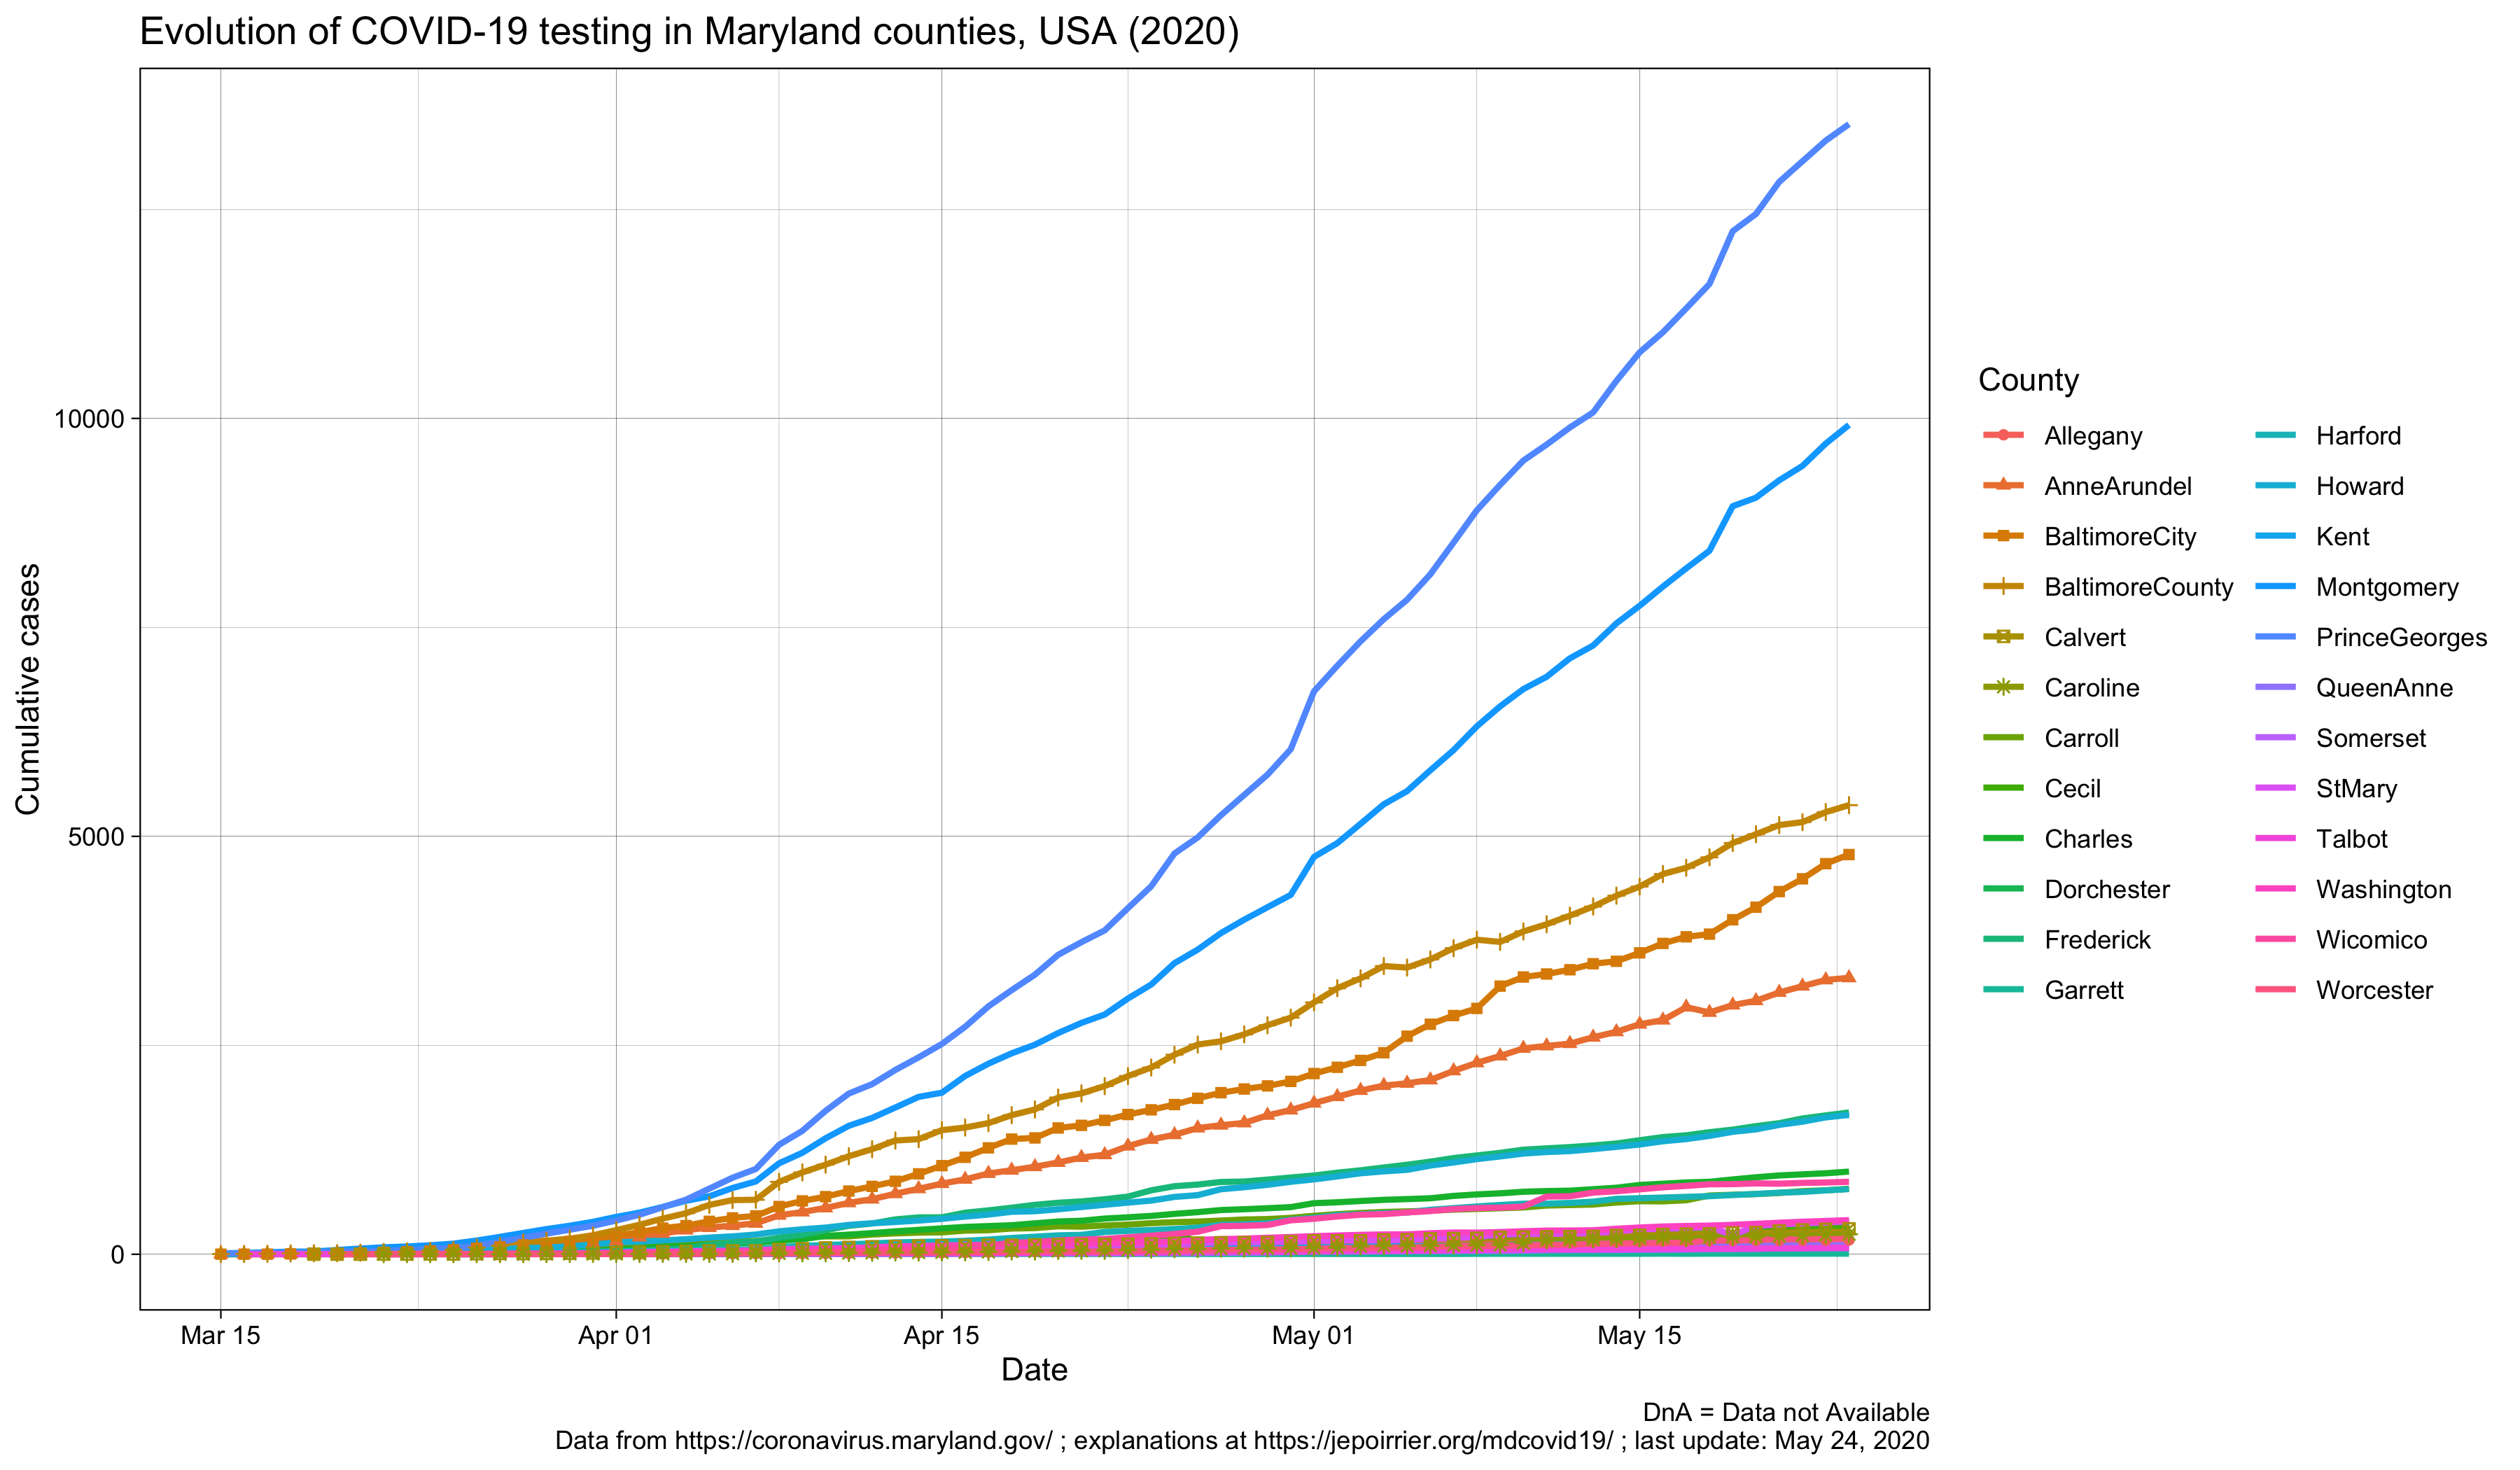 Evolution of COVID-19 testing in Maryland counties, USA (2020)
Cumulative cases
10000
5000
0
Mar 15
Apr 01
Apr 15
May 01
May 15
Date
County
Allegany
AnneArundel
BaltimoreCity
BaltimoreCounty
Calvert
Caroline
Carroll
Cecil
Charles
Dorchester
Frederick
Garrett
Harford
Howard
Kent
Montgomery
PrinceGeorges
QueenAnne
Somerset
StMary
Talbot
Washington
Wicomico
Worcester
DnA = Data not Available
Data from https://coronavirus.maryland.gov/ ; explanations at https://jepoirrier.org/mdcovid19/ ; last update: May 24, 2020